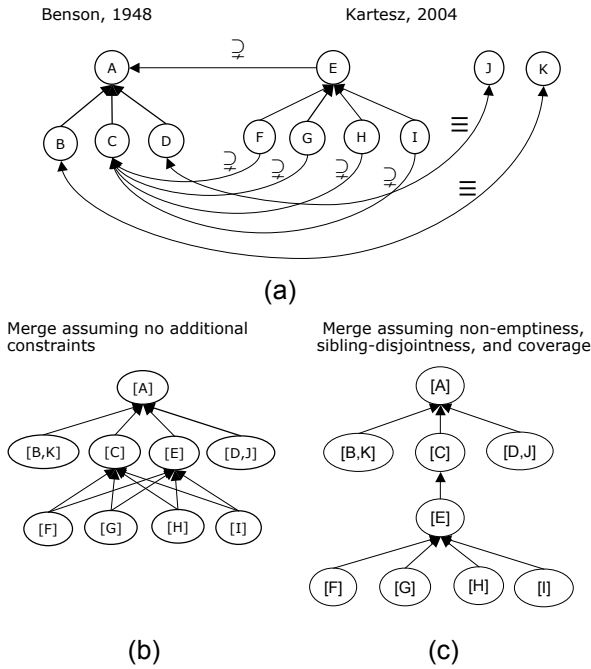 Benson, 1948
Kartesz, 2004
⊋
A
E
J
K
B
C
D
F
G
H
I
⊋
⊋
⊋
⊋
≡
≡
(a)
Merge assuming no additional
constraints
[A]
[B,K]
[C]
[E]
[D,J]
[F]
[G]
[H]
[I]
(b)
Merge assuming non-emptiness,
sibling-disjointness, and coverage
[A]
[B,K]
[C]
[D,J]
[E]
[F]
[G]
[H]
[I]
(c)